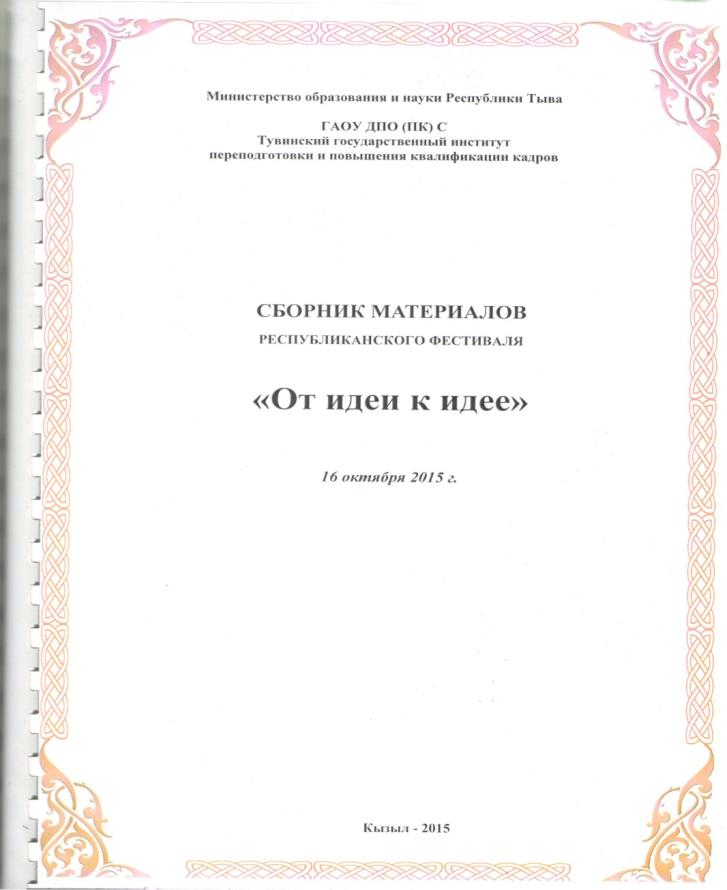 Министерство образования и науки Республики Тыва
ГАОУ ДПО (ПК) С
Тувинский государственный институт
переподготовки и повышения квалификации кадров
СБОРНИК МАТЕРИАЛОВ
РЕСПУБЛИКАНСКОГО ФЕСТИВАЛЯ
«От идеи к идее»
16 октября 2015 г.
Кызыл - 2015